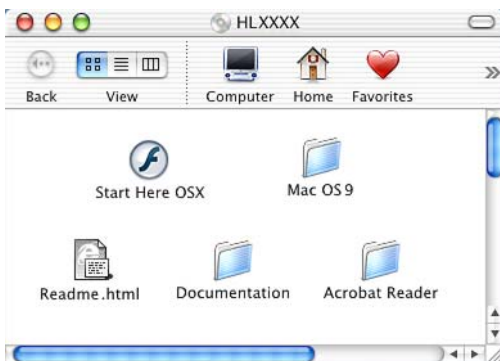 HLXXXX
Back View Computer Home Favorites
Start Here OSX Mac OS 9
Readme.html Documentation Acrobat Reader